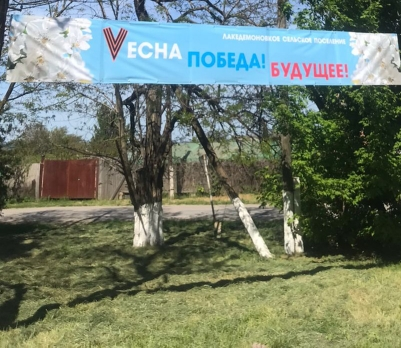 ЛАКЕДЕМОНОВСКОЕ СЕЛЬСКОЕ ПОСЕЛЕНИЕ
VЕСНА ПОБЕДА! БУДУЩЕЕ!